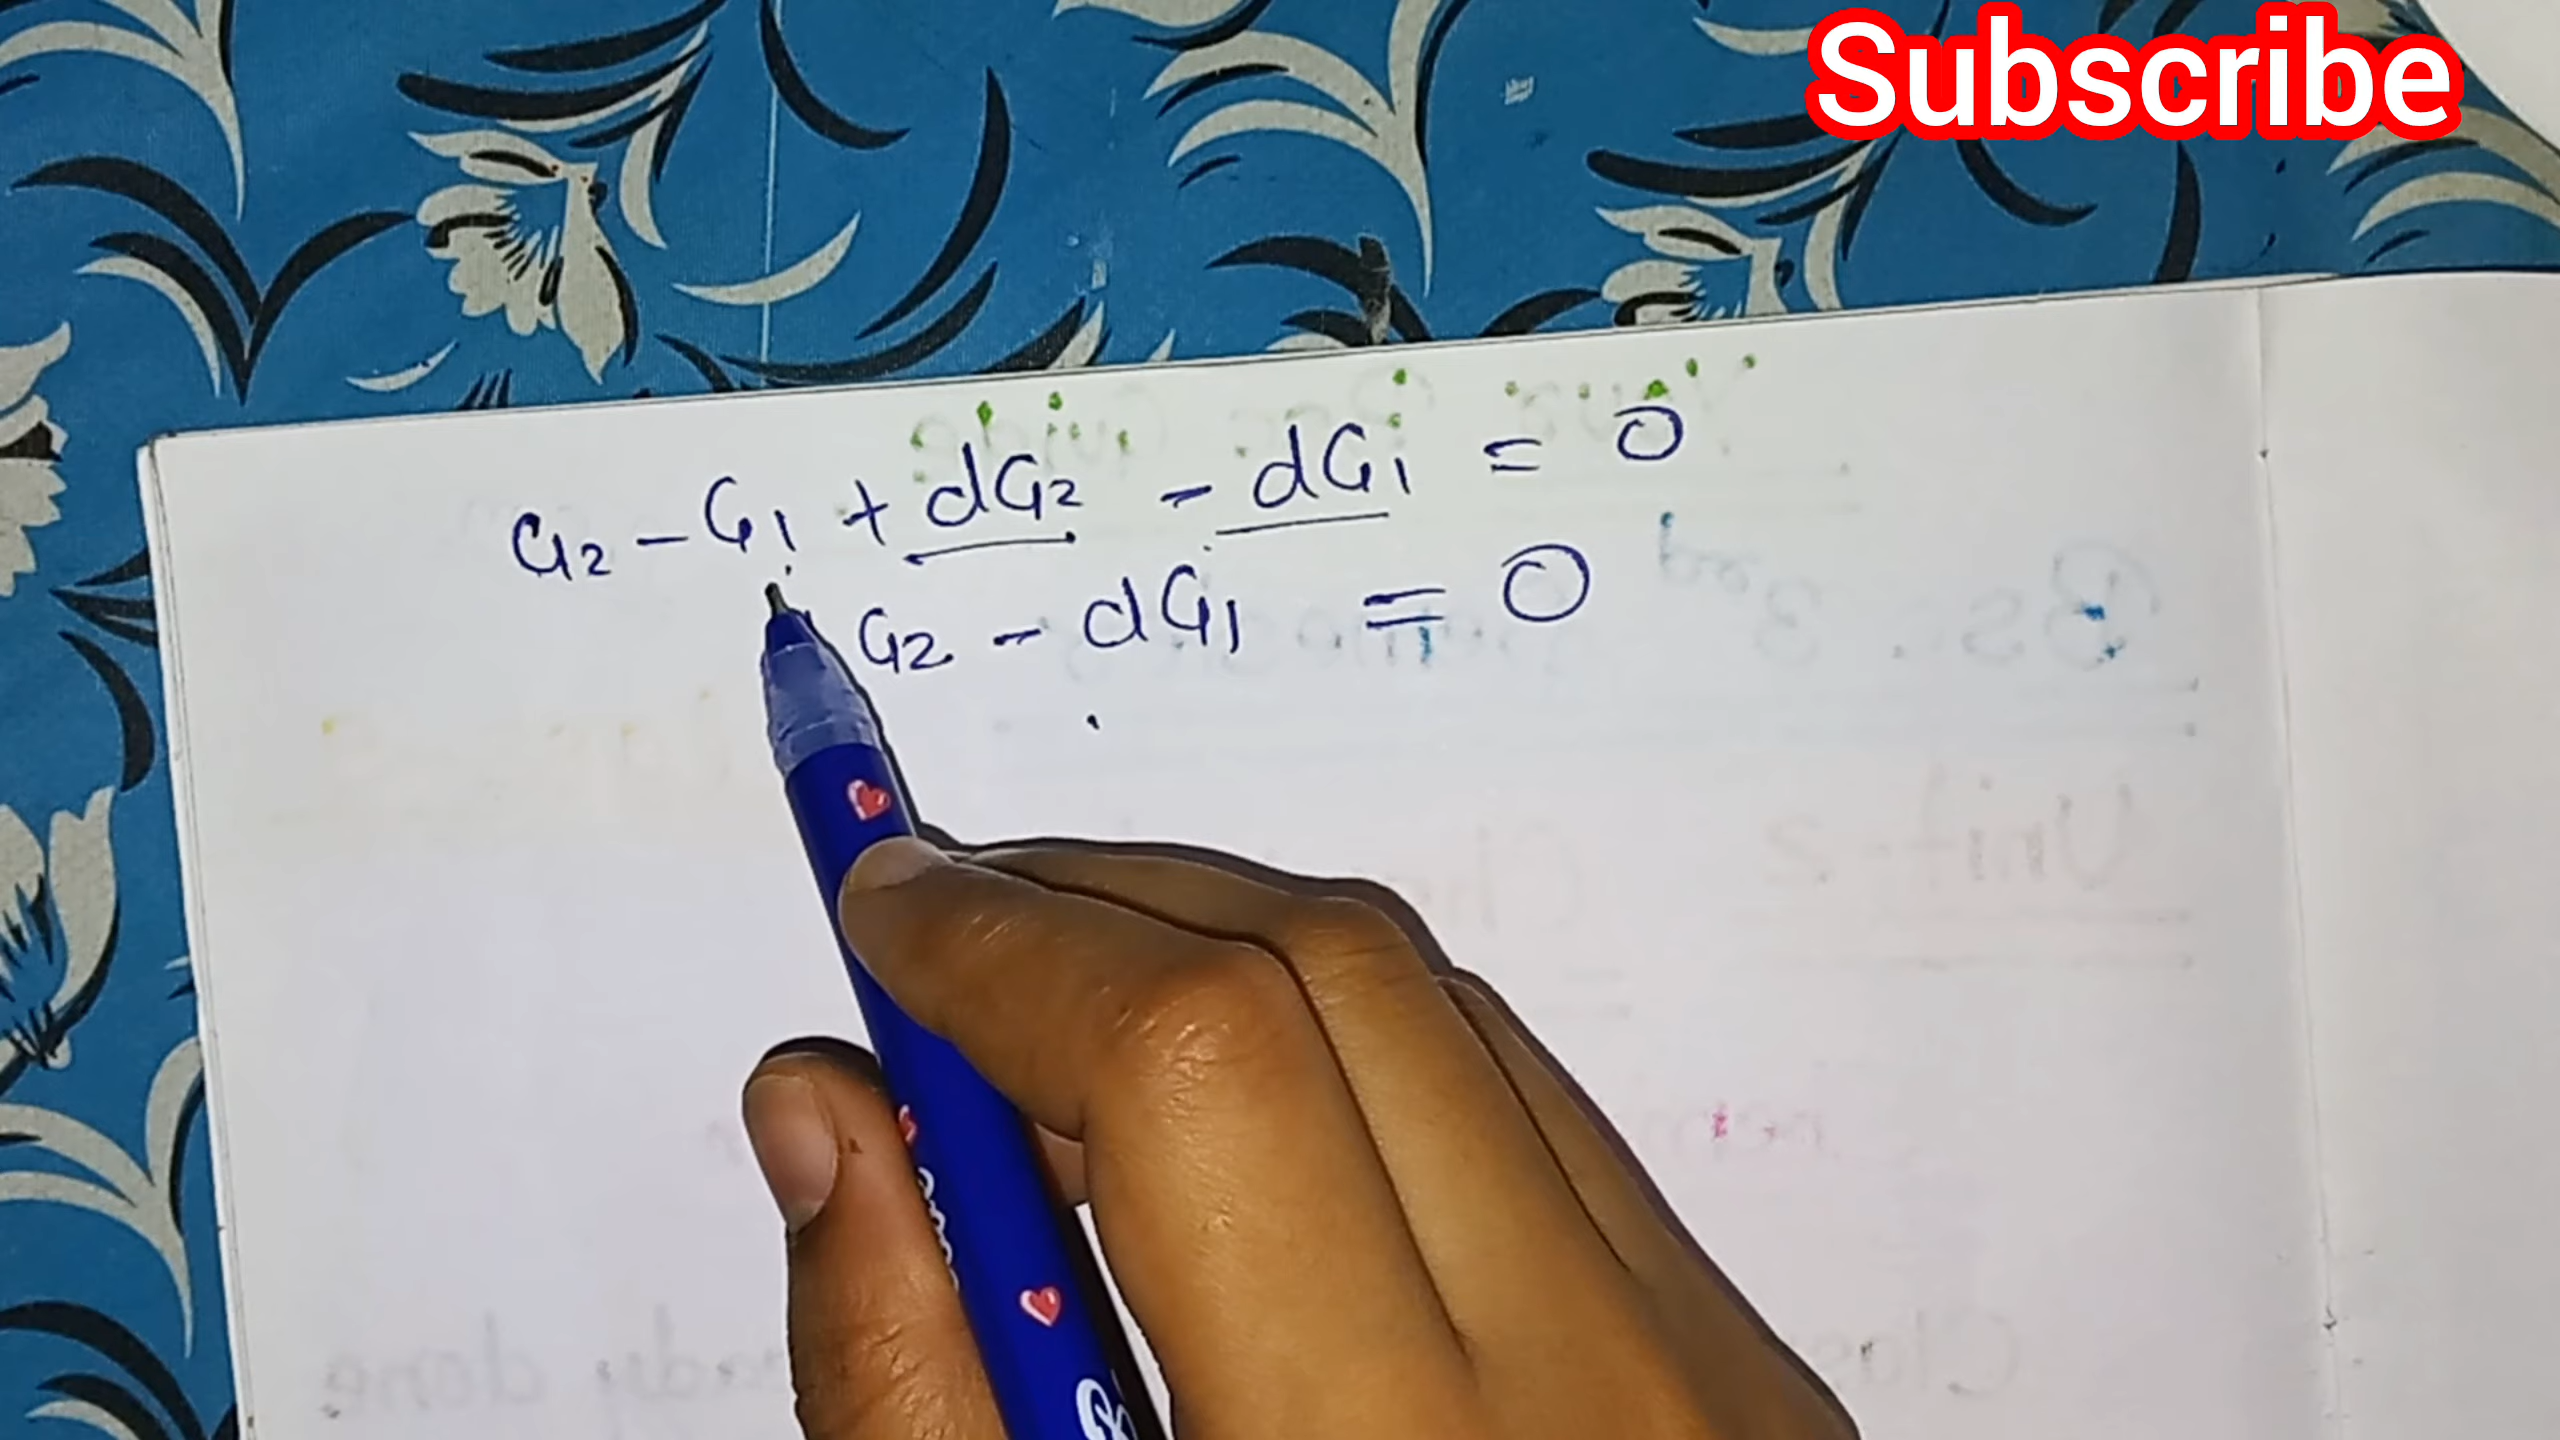 Subscribe
G2 - G1 + dG2 - dG1 = 0
G2 - dG1 = 0